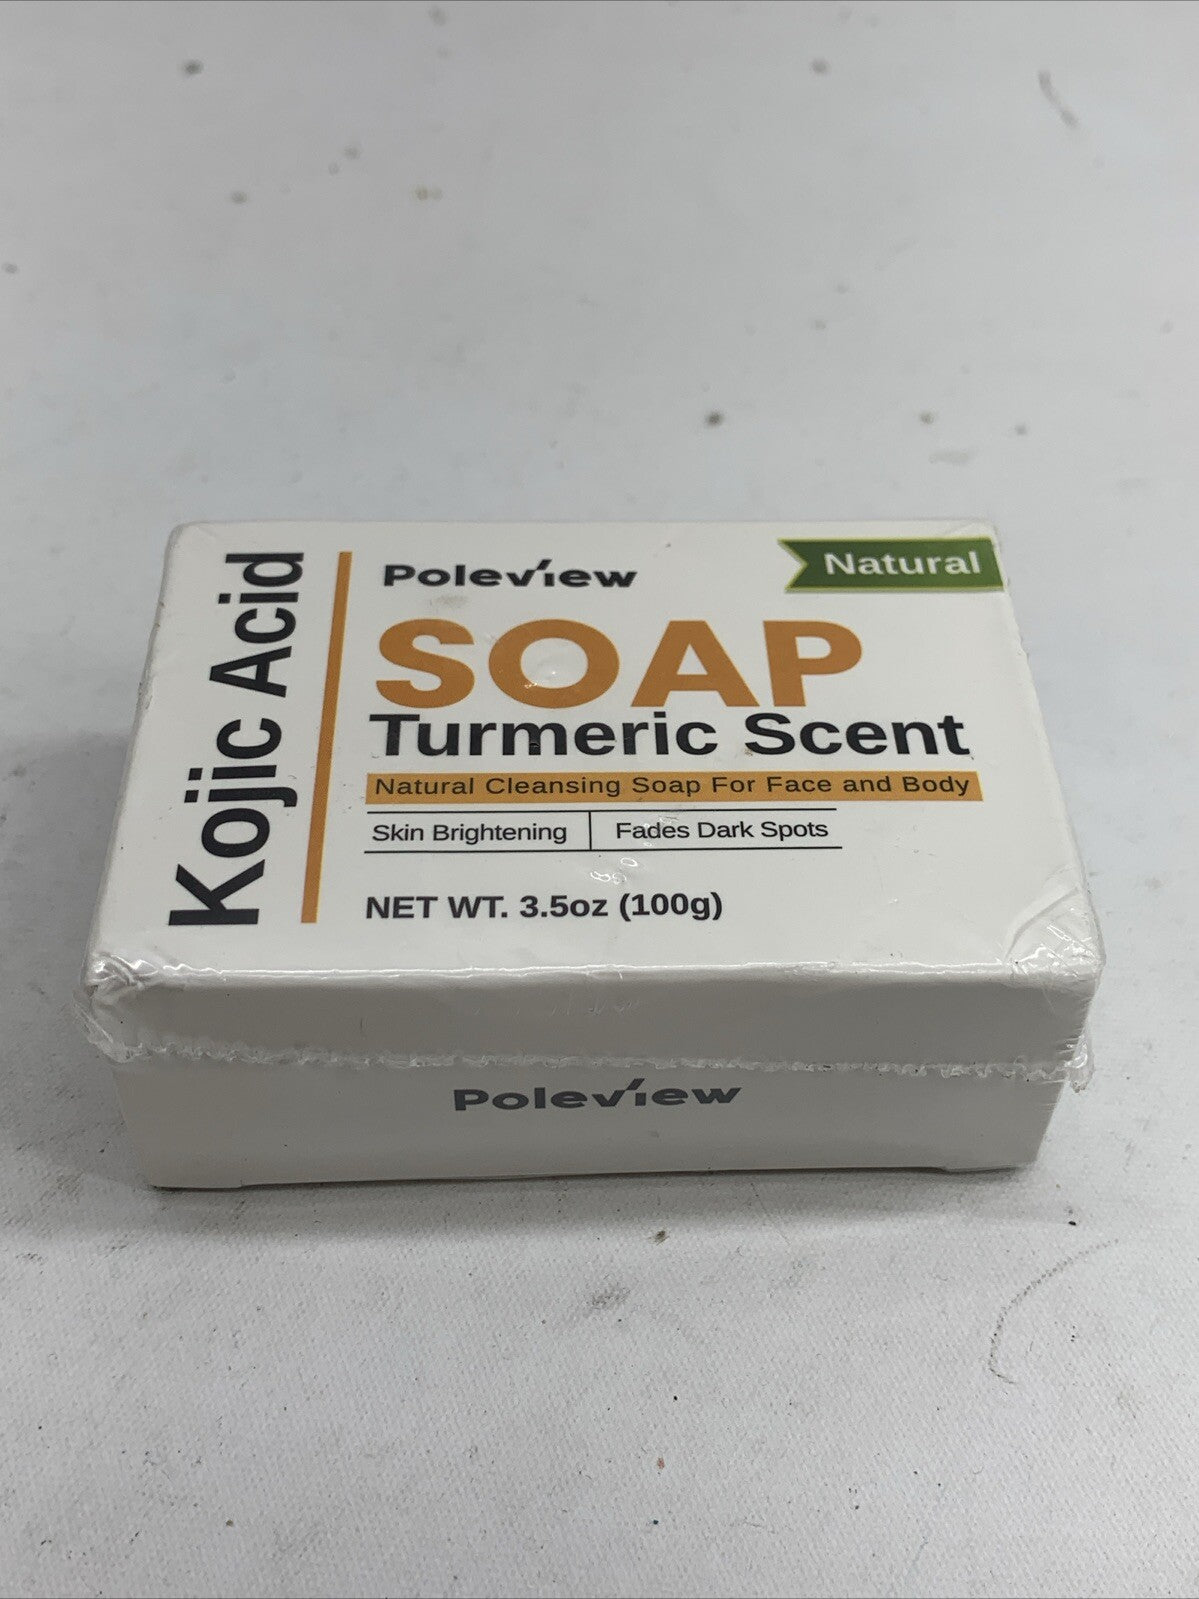 Kojic Acid
Poleview
Natural
SOAP
Turmeric Scent
Natural Cleansing Soap For Face and Body
Skin Brightening
Fades Dark Spots
NET WT. 3.5oz (100g)
Poleview